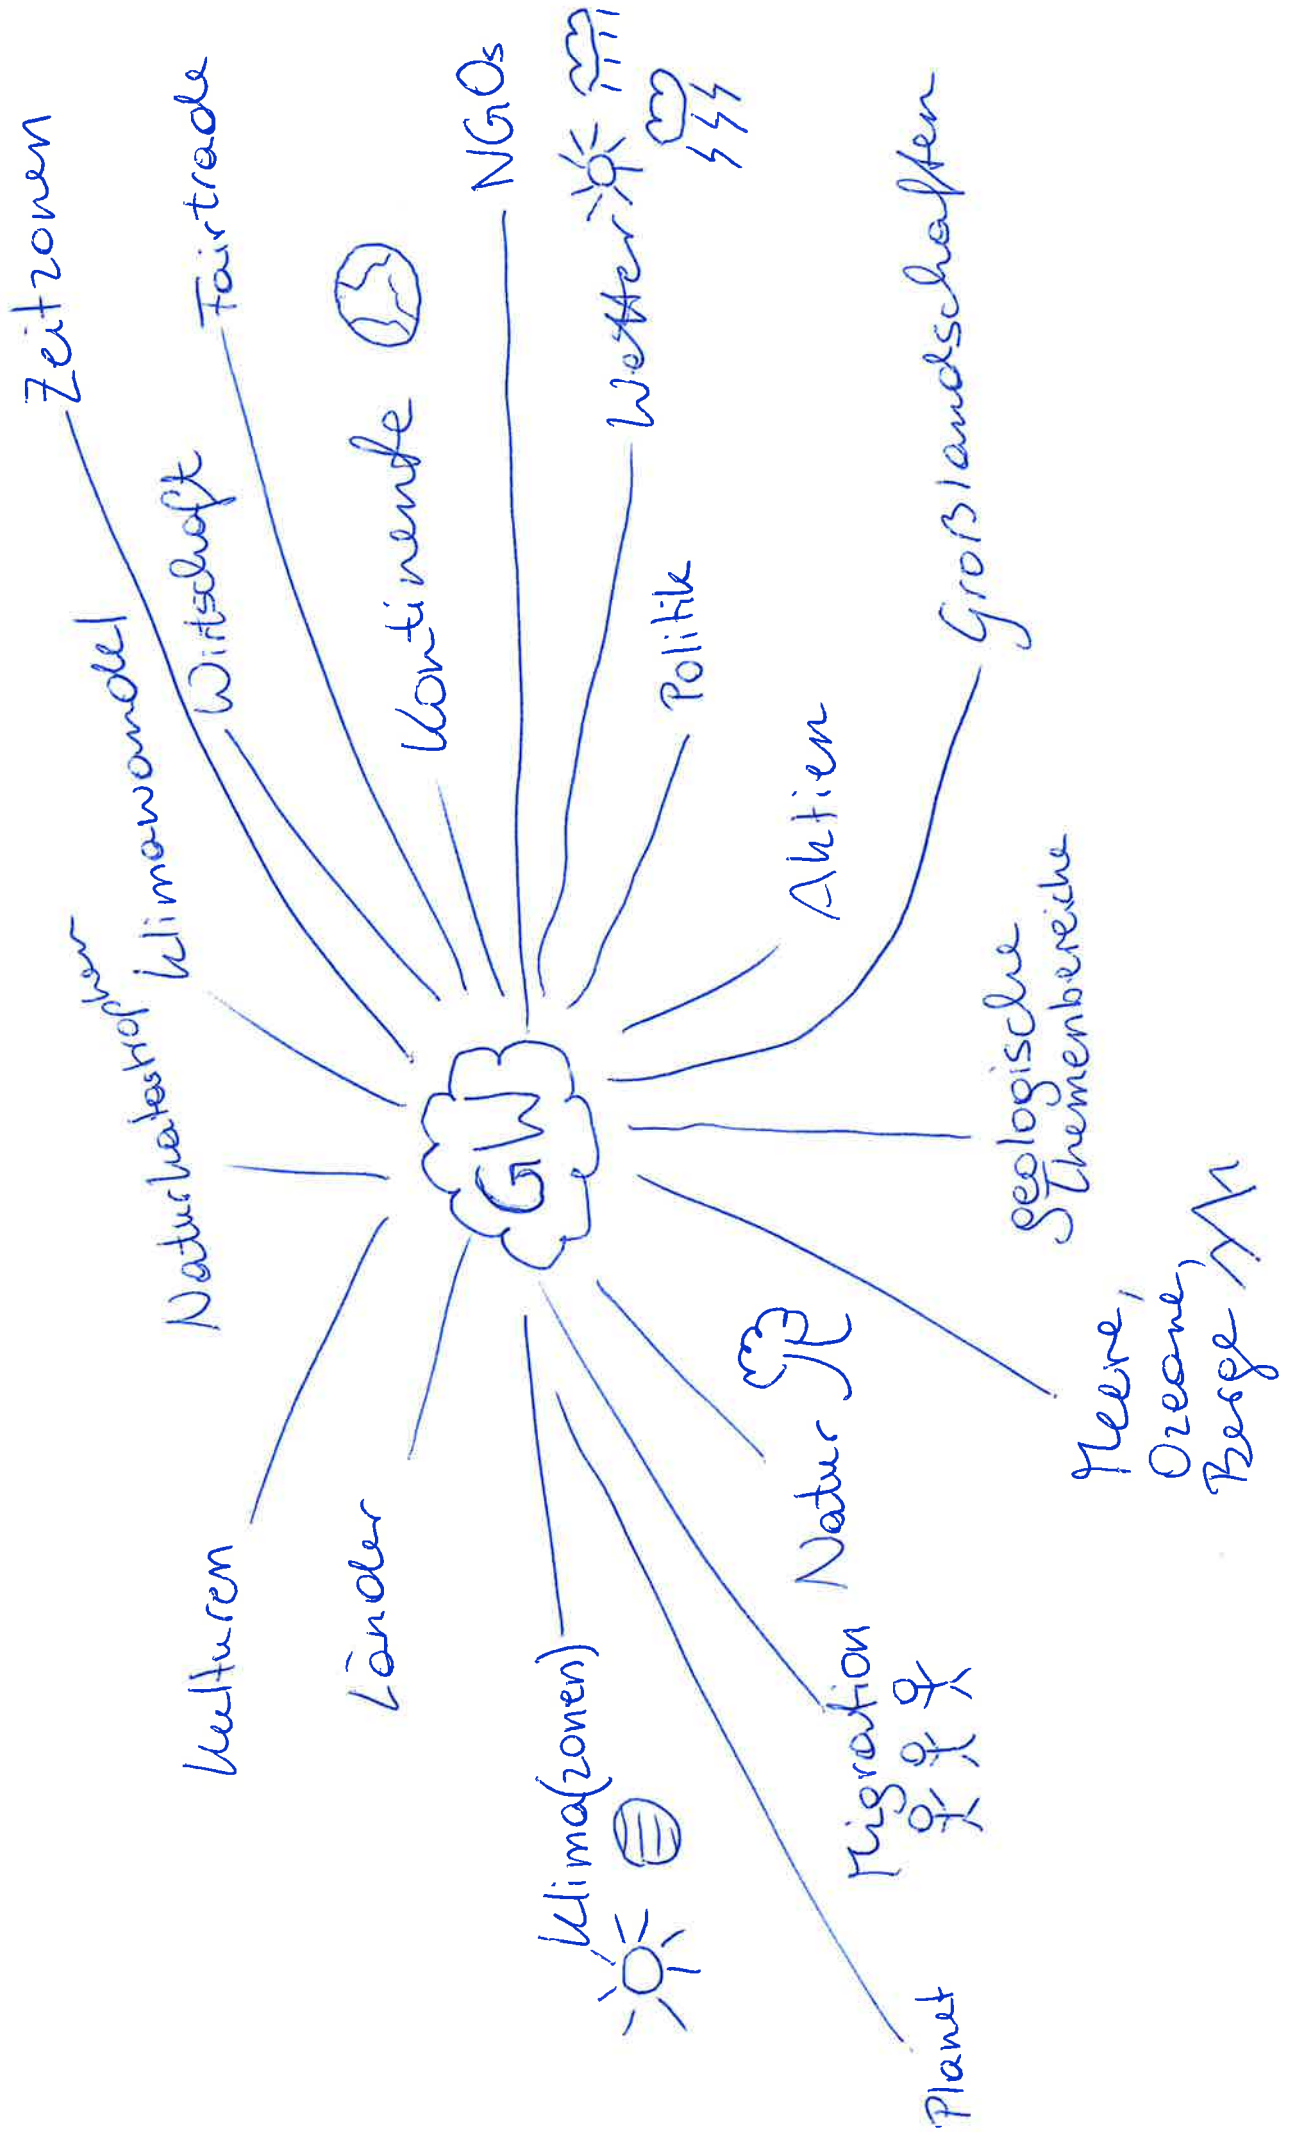 Zeitzonen
Fairtrade
Wirtschaft
Klimawandel
Naturkatastrophen
Kulturen
Länder
Kontinente
NGOs
Wetter
Politik
Aktien
Großlandschaften
GW
geologische
Themenbereiche
Meere,
Ozeane,
Berge
Natur
Migration
Klima(zonen)
Planet